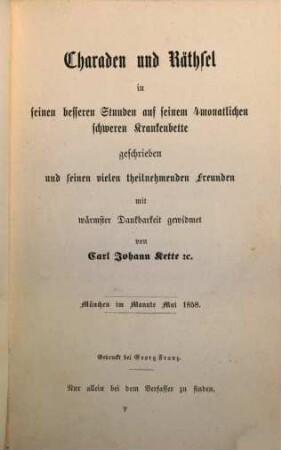 Charaden und Räthsel
in
seinen besseren Stunden auf seinem 4monatlichen
schweren Krankenbette
geschrieben
und seinen vielen theilnehmenden Freunden
mit
wärmster Dankbarkeit gewidmet
von
Carl Johann Kette ꝛc.
München im Monate Mai 1858.
Gedruckt bei Georg Franz.
Nur allein bei dem Verfasser zu finden.